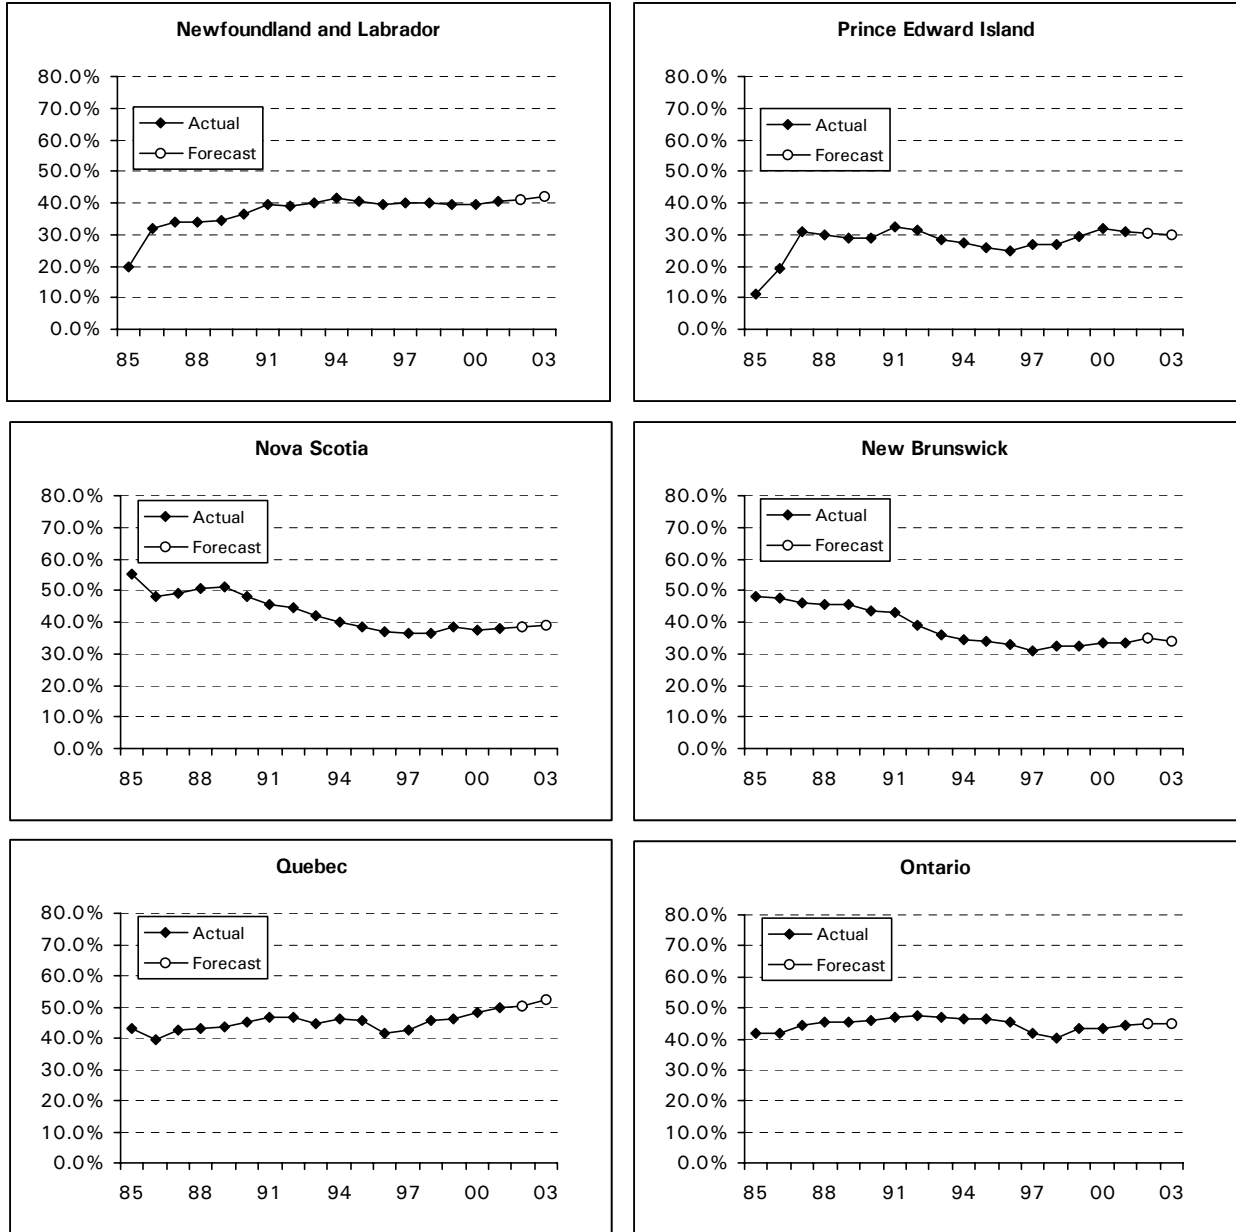 Newfoundland and Labrador
80.0%
70.0%
60.0%
50.0%
40.0%
30.0%
20.0%
10.0%
0.0%
Actual
Forecast
85 88 91 94 97 00 03
Prince Edward Island
80.0%
70.0%
60.0%
50.0%
40.0%
30.0%
20.0%
10.0%
0.0%
Actual
Forecast
85 88 91 94 97 00 03
Nova Scotia
80.0%
70.0%
60.0%
50.0%
40.0%
30.0%
20.0%
10.0%
0.0%
Actual
Forecast
85 88 91 94 97 00 03
New Brunswick
80.0%
70.0%
60.0%
50.0%
40.0%
30.0%
20.0%
10.0%
0.0%
Actual
Forecast
85 88 91 94 97 00 03
Quebec
80.0%
70.0%
60.0%
50.0%
40.0%
30.0%
20.0%
10.0%
0.0%
Actual
Forecast
85 88 91 94 97 00 03
Ontario
80.0%
70.0%
60.0%
50.0%
40.0%
30.0%
20.0%
10.0%
0.0%
Actual
Forecast
85 88 91 94 97 00 03